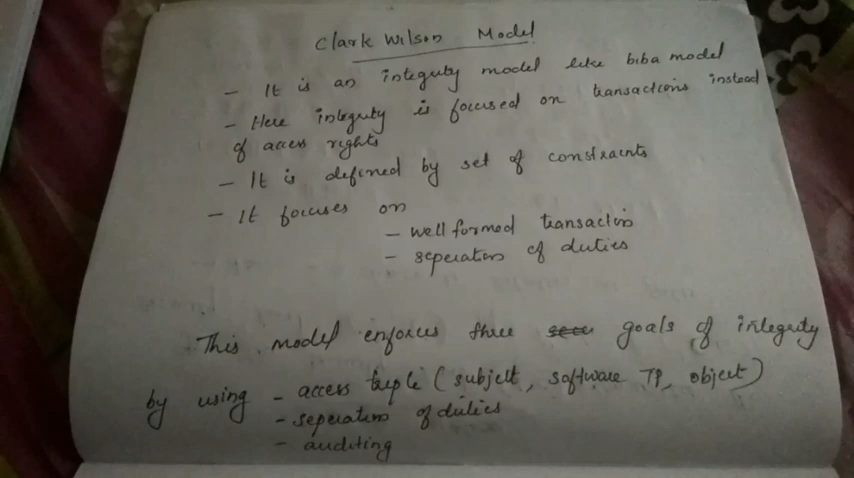 Clark Wilson Model
- It is an integrity model like biba model
- Here integrity is focused on transactions instead
of access rights
- It is defined by set of constraints
- It focuses on
- well formed transactions
- seperation of duties
This model enforces three goals of integrity
by using - access triple (subject, software TP, object)
- seperation of duties
- auditing